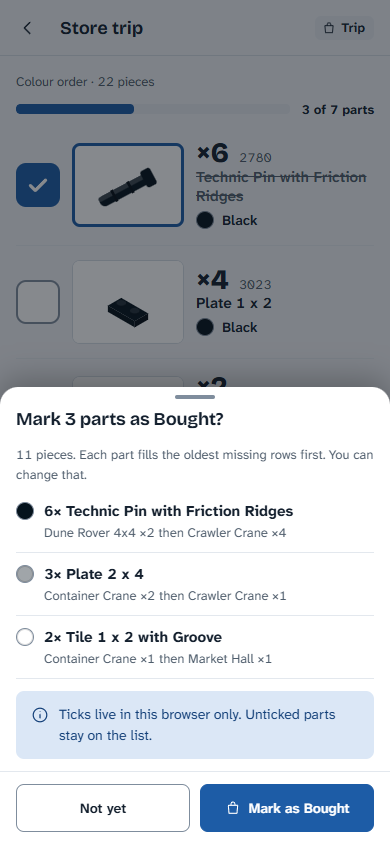 Store trip
Trip
Colour order · 22 pieces
3 of 7 parts
×6 2780
Technic Pin with Friction
Ridges
Black
×4 3023
Plate 1 x 2
Black
×2
Mark 3 parts as Bought?
11 pieces. Each part fills the oldest missing rows first. You can
change that.
6× Technic Pin with Friction Ridges
Dune Rover 4x4 ×2 then Crawler Crane ×4
3× Plate 2 x 4
Container Crane ×2 then Crawler Crane ×1
2× Tile 1 x 2 with Groove
Container Crane ×1 then Market Hall ×1
Ticks live in this browser only. Unticked parts
stay on the list.
Not yet
Mark as Bought